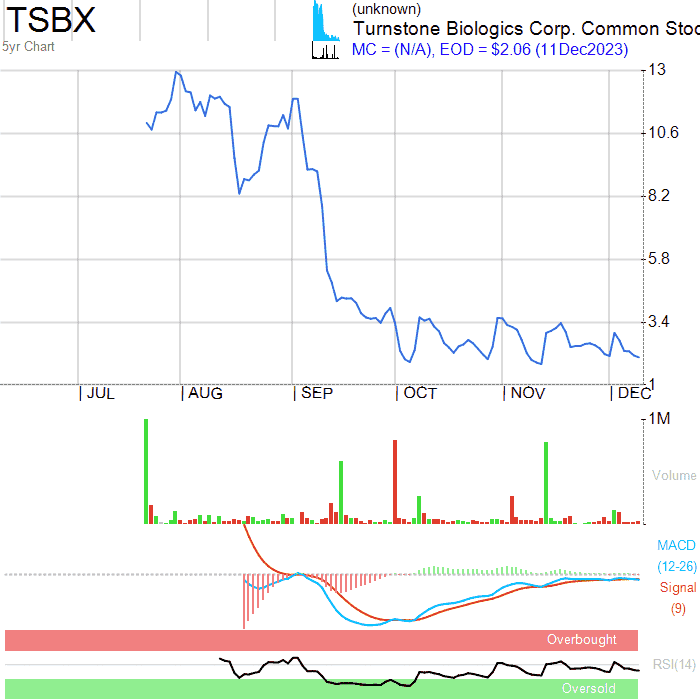 TSBX
5yr Chart
(unknown)
Turnstone Biologics Corp. Common Stoc
MC = (N/A), EOD = $2.06 (11Dec2023)
13
10.6
8.2
5.8
3.4
1
JUL AUG SEP OCT NOV DEC
1M
Volume
MACD
(12-26)
Signal
(9)
Overbought
RSI(14)
Oversold